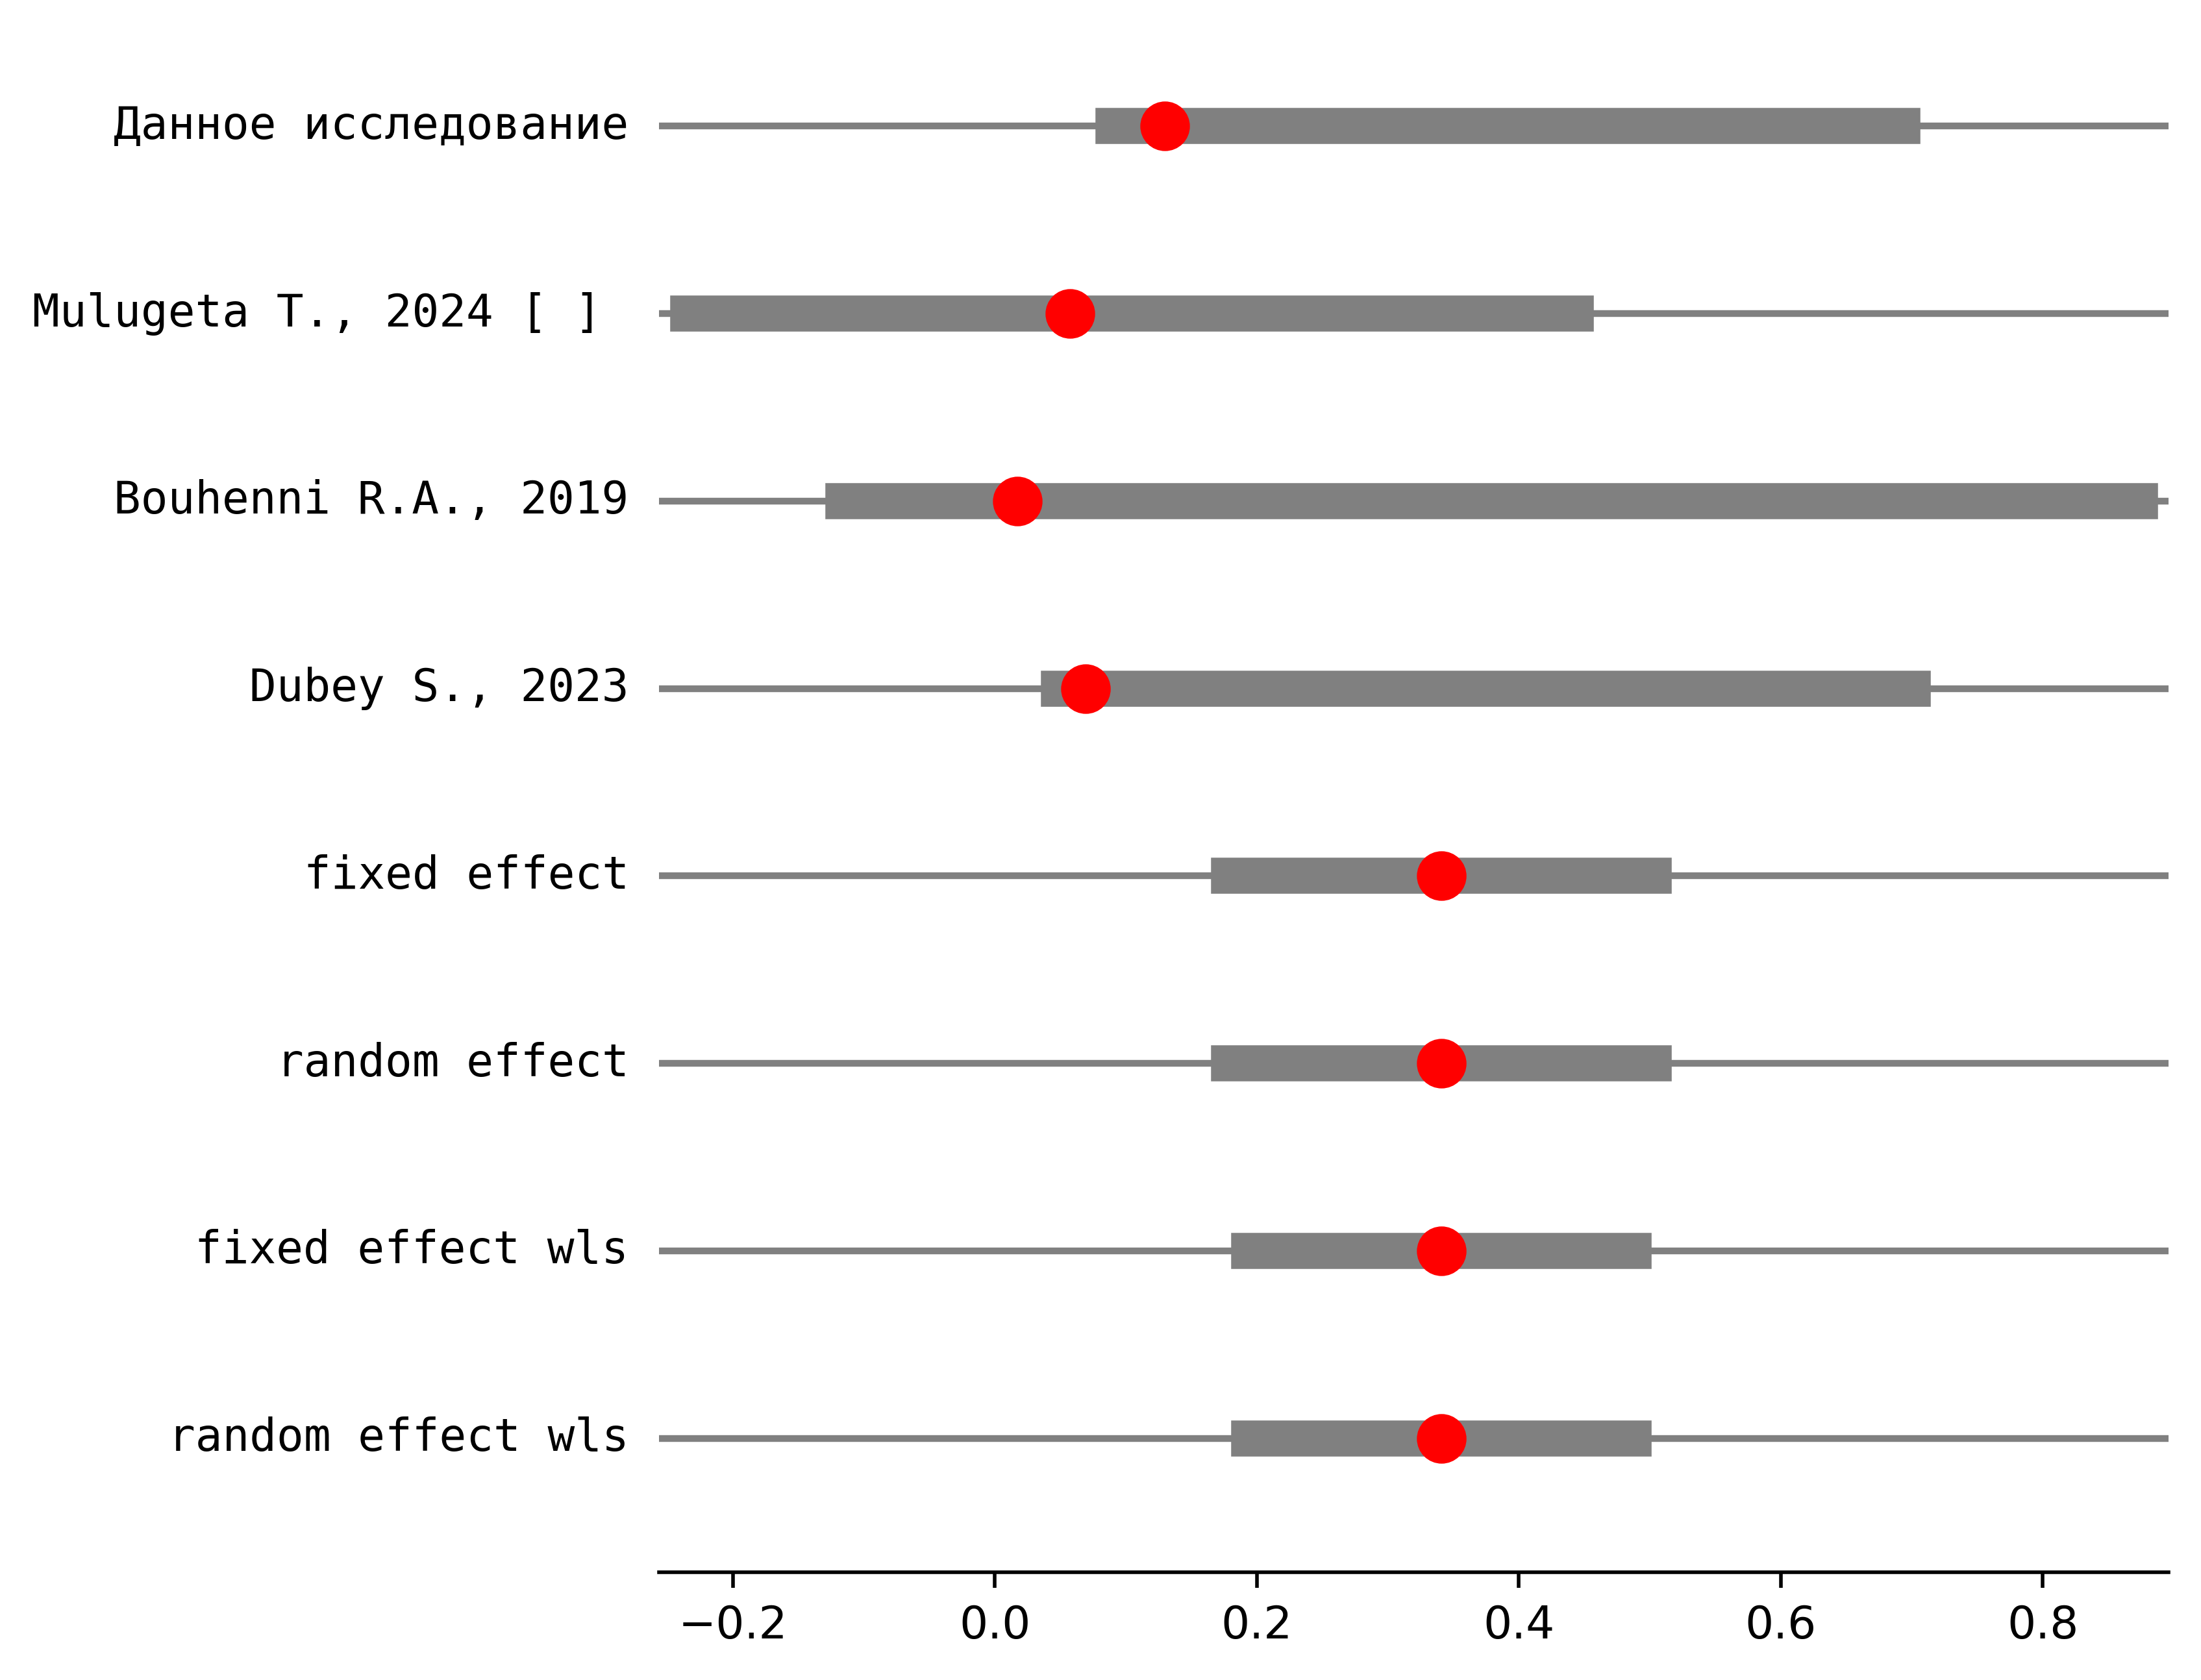 Данное исследование
Mulugeta T., 2024 [ ]
Bouhenni R.A., 2019
Dubey S., 2023
fixed effect
random effect
fixed effect wls
random effect wls
−0.2 0.0 0.2 0.4 0.6 0.8